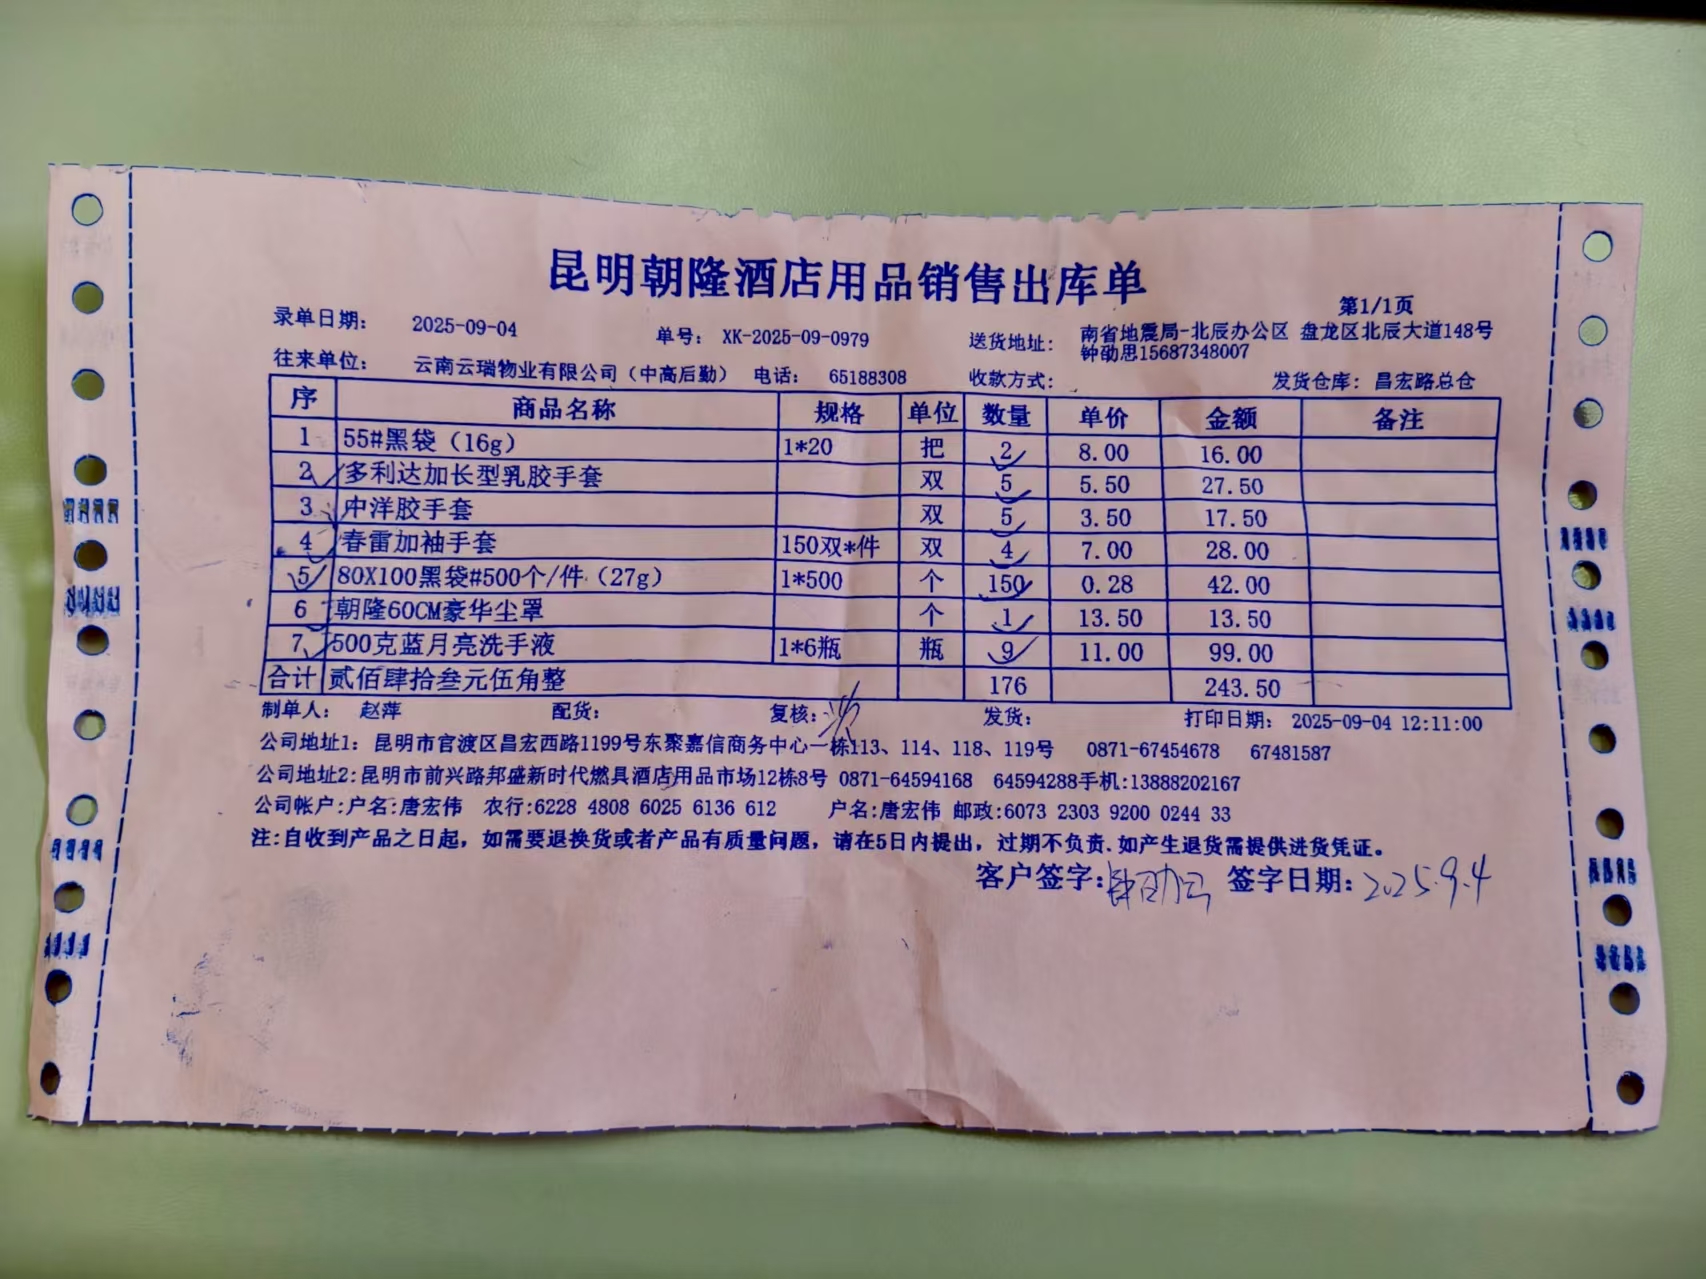 昆明朝隆酒店用品销售出库单
第1/1页
录单日期： 2025-09-04 单号： XK-2025-09-0979 送货地址： 南省地震局-北辰办公区 盘龙区北辰大道148号
钟劭思15687348007
往来单位： 云南云瑞物业有限公司（中高后勤） 电话： 65188308 收款方式： 发货仓库：昌宏路总仓
序 商品名称 规格 单位 数量 单价 金额 备注
1 55#黑袋（16g） 1*20 把 2 8.00 16.00
2 多利达加长型乳胶手套 双 5 5.50 27.50
3 中洋胶手套 双 5 3.50 17.50
4 春雷加袖手套 150双*件 双 4 7.00 28.00
5 80X100黑袋#500个/件（27g） 1*500 个 150 0.28 42.00
6 朝隆60CM豪华尘罩 个 1 13.50 13.50
7 500克蓝月亮洗手液 1*6瓶 瓶 9 11.00 99.00
合计 贰佰肆拾叁元伍角整 176 243.50
制单人： 赵萍 配货： 复核： 发货： 打印日期： 2025-09-04 12:11:00
公司地址1：昆明市官渡区昌宏西路1199号东聚嘉信商务中心一栋113、114、118、119号 0871-67454678 67481587
公司地址2:昆明市前兴路邦盛新时代燃具酒店用品市场12栋8号 0871-64594168 64594288手机:13888202167
公司帐户:户名:唐宏伟 农行:6228 4808 6025 6136 612 户名:唐宏伟 邮政:6073 2303 9200 0244 33
注:自收到产品之日起，如需要退换货或者产品有质量问题，请在5日内提出，过期不负责.如产生退货需提供进货凭证。
客户签字: 签字日期: 2025.9.4